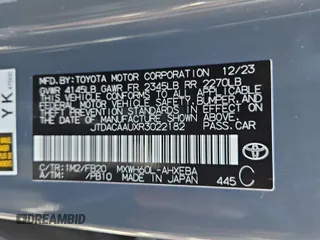 MFD.BY:TOYOTA MOTOR CORPORATION 12/23
GVWR 4145LB GAWR FR 2345LB RR 2270LB
THIS VEHICLE CONFORMS TO ALL APPLICABLE
FEDERAL MOTOR VEHICLE SAFETY, BUMPER, AND
THEFT PREVENTION STANDARDS IN EFFECT ON
THE DATE OF MANUFACTURE SHOWN ABOVE.
JTDACAAUXR3022182 PASS. CAR
C/TR: 1M2/FB20 MXWH60L-AHXEBA
A/TM: /PB10 MADE IN JAPAN 445 C
TOYOTA
YK
AUTOBIDMASTER